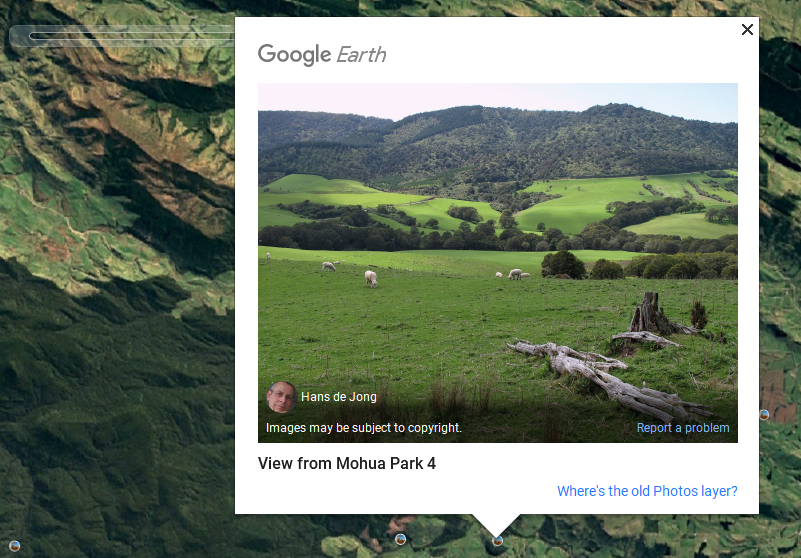 Google Earth
Hans de Jong
Images may be subject to copyright.
Report a problem
View from Mohua Park 4
Where's the old Photos layer?